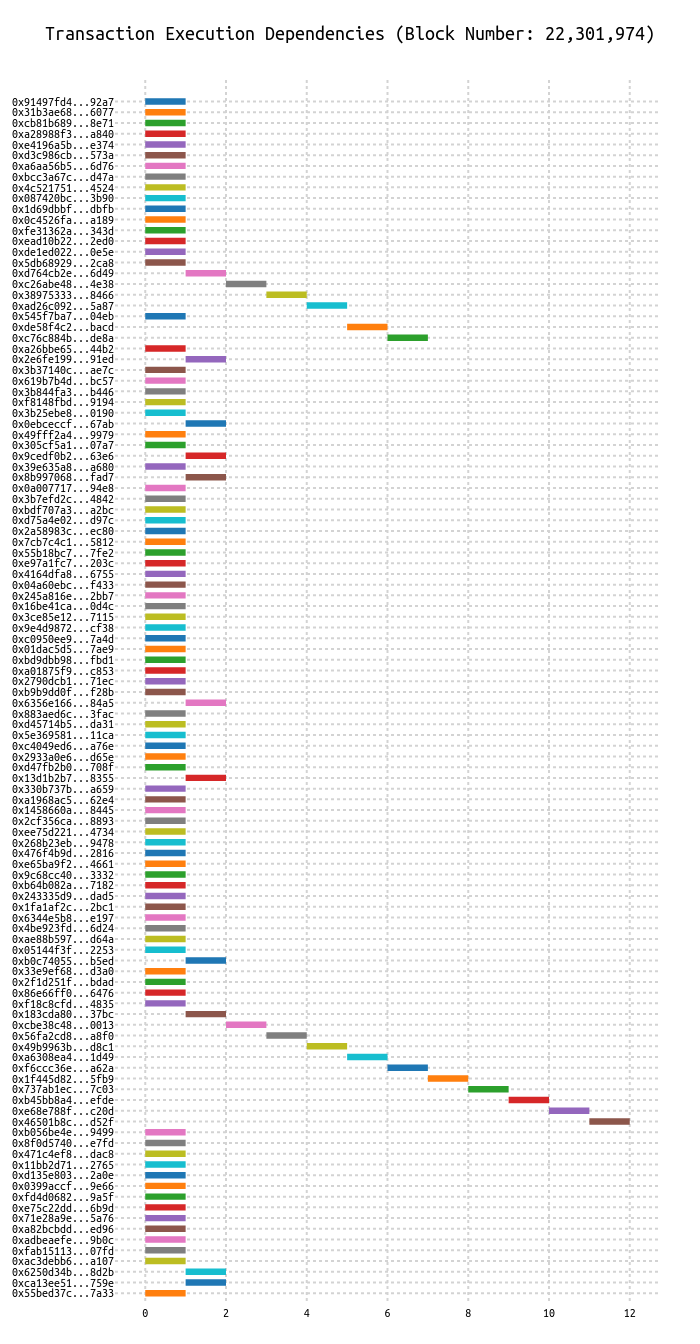 Transaction Execution Dependencies (Block Number: 22,301,974)
0x91497fd4...92a7
0x31b3ae68...6077
0xcb81b689...8e71
0xa28988f3...a840
0xe4196a5b...e374
0xd3c986cb...573a
0xa6aa56b5...6d76
0xbcc3a67c...d47a
0x4c521751...4524
0x087420bc...3b90
0x1d69dbbf...dbfb
0x0c4526fa...a189
0xfe31362a...343d
0xead10b22...2ed0
0xde1ed022...0e5e
0x5db68929...2ca8
0xd764cb2e...6d49
0xc26abe48...4e38
0x38975333...8466
0xad26c092...5a87
0x545f7ba7...04eb
0xde58f4c2...bacd
0xc76c884b...de8a
0xa26bbe65...44b2
0x2e6fe199...91ed
0x3b37140c...ae7c
0x619b7b4d...bc57
0x3b844fa3...b446
0xf8148fbd...9194
0x3b25ebe8...0190
0x0ebceccf...67ab
0x49fff2a4...9979
0x305cf5a1...07a7
0x9cedf0b2...63e6
0x39e635a8...a680
0x8b997068...fad7
0x0a007717...94e8
0x3b7efd2c...4842
0xbdf707a3...a2bc
0xd75a4e02...d97c
0x2a58983c...ec80
0x7cb7c4c1...5812
0x55b18bc7...7fe2
0xe97a1fc7...203c
0x4164dfa8...6755
0x04a60ebc...f433
0x245a816e...2bb7
0x16be41ca...0d4c
0x3ce85e12...7115
0x9e4d9872...cf38
0xc0950ee9...7a4d
0x01dac5d5...7ae9
0xbd9dbb98...fbd1
0xa01875f9...c853
0x2790dcb1...71ec
0xb9b9dd0f...f28b
0x6356e166...84a5
0x883aed6c...3fac
0xd45714b5...da31
0x5e369581...11ca
0xc4049ed6...a76e
0x2933a0e6...d65e
0xd47fb2b0...708f
0x13d1b2b7...8355
0x330b737b...a659
0xa1968ac5...62e4
0x1458660a...8445
0x2cf356ca...8893
0xee75d221...4734
0x268b23eb...9478
0x476f4b9d...2816
0xe65ba9f2...4661
0x9c68cc40...3332
0xb64b082a...7182
0x243335d9...dad5
0x1fa1af2c...2bc1
0x6344e5b8...e197
0x4be923fd...6d24
0xae88b597...d64a
0x05144f3f...2253
0xb0c74055...b5ed
0x33e9ef68...d3a0
0x2f1d251f...bdad
0x86e66ff0...6476
0xf18c8cfd...4835
0x183cda80...37bc
0xcbe38c48...0013
0x56fa2cd8...a8f0
0x49b9963b...d8c1
0xa6308ea4...1d49
0xf6ccc36e...a62a
0x1f445d82...5fb9
0x737ab1ec...7c03
0xb45bb8a4...efde
0xe68e788f...c20d
0x46501b8c...d52f
0xb056be4e...9499
0x8f0d5740...e7fd
0x471c4ef8...dac8
0x11bb2d71...2765
0xd135e803...2a0e
0x0399accf...9e66
0xfd4d0682...9a5f
0xe75c22dd...6b9d
0x71e28a9e...5a76
0xa82bcbdd...ed96
0xadbeaefe...9b0c
0xfab15113...07fd
0xac3debb6...a107
0x6250d34b...8d2b
0xca13ee51...759e
0x55bed37c...7a33
0 2 4 6 8 10 12